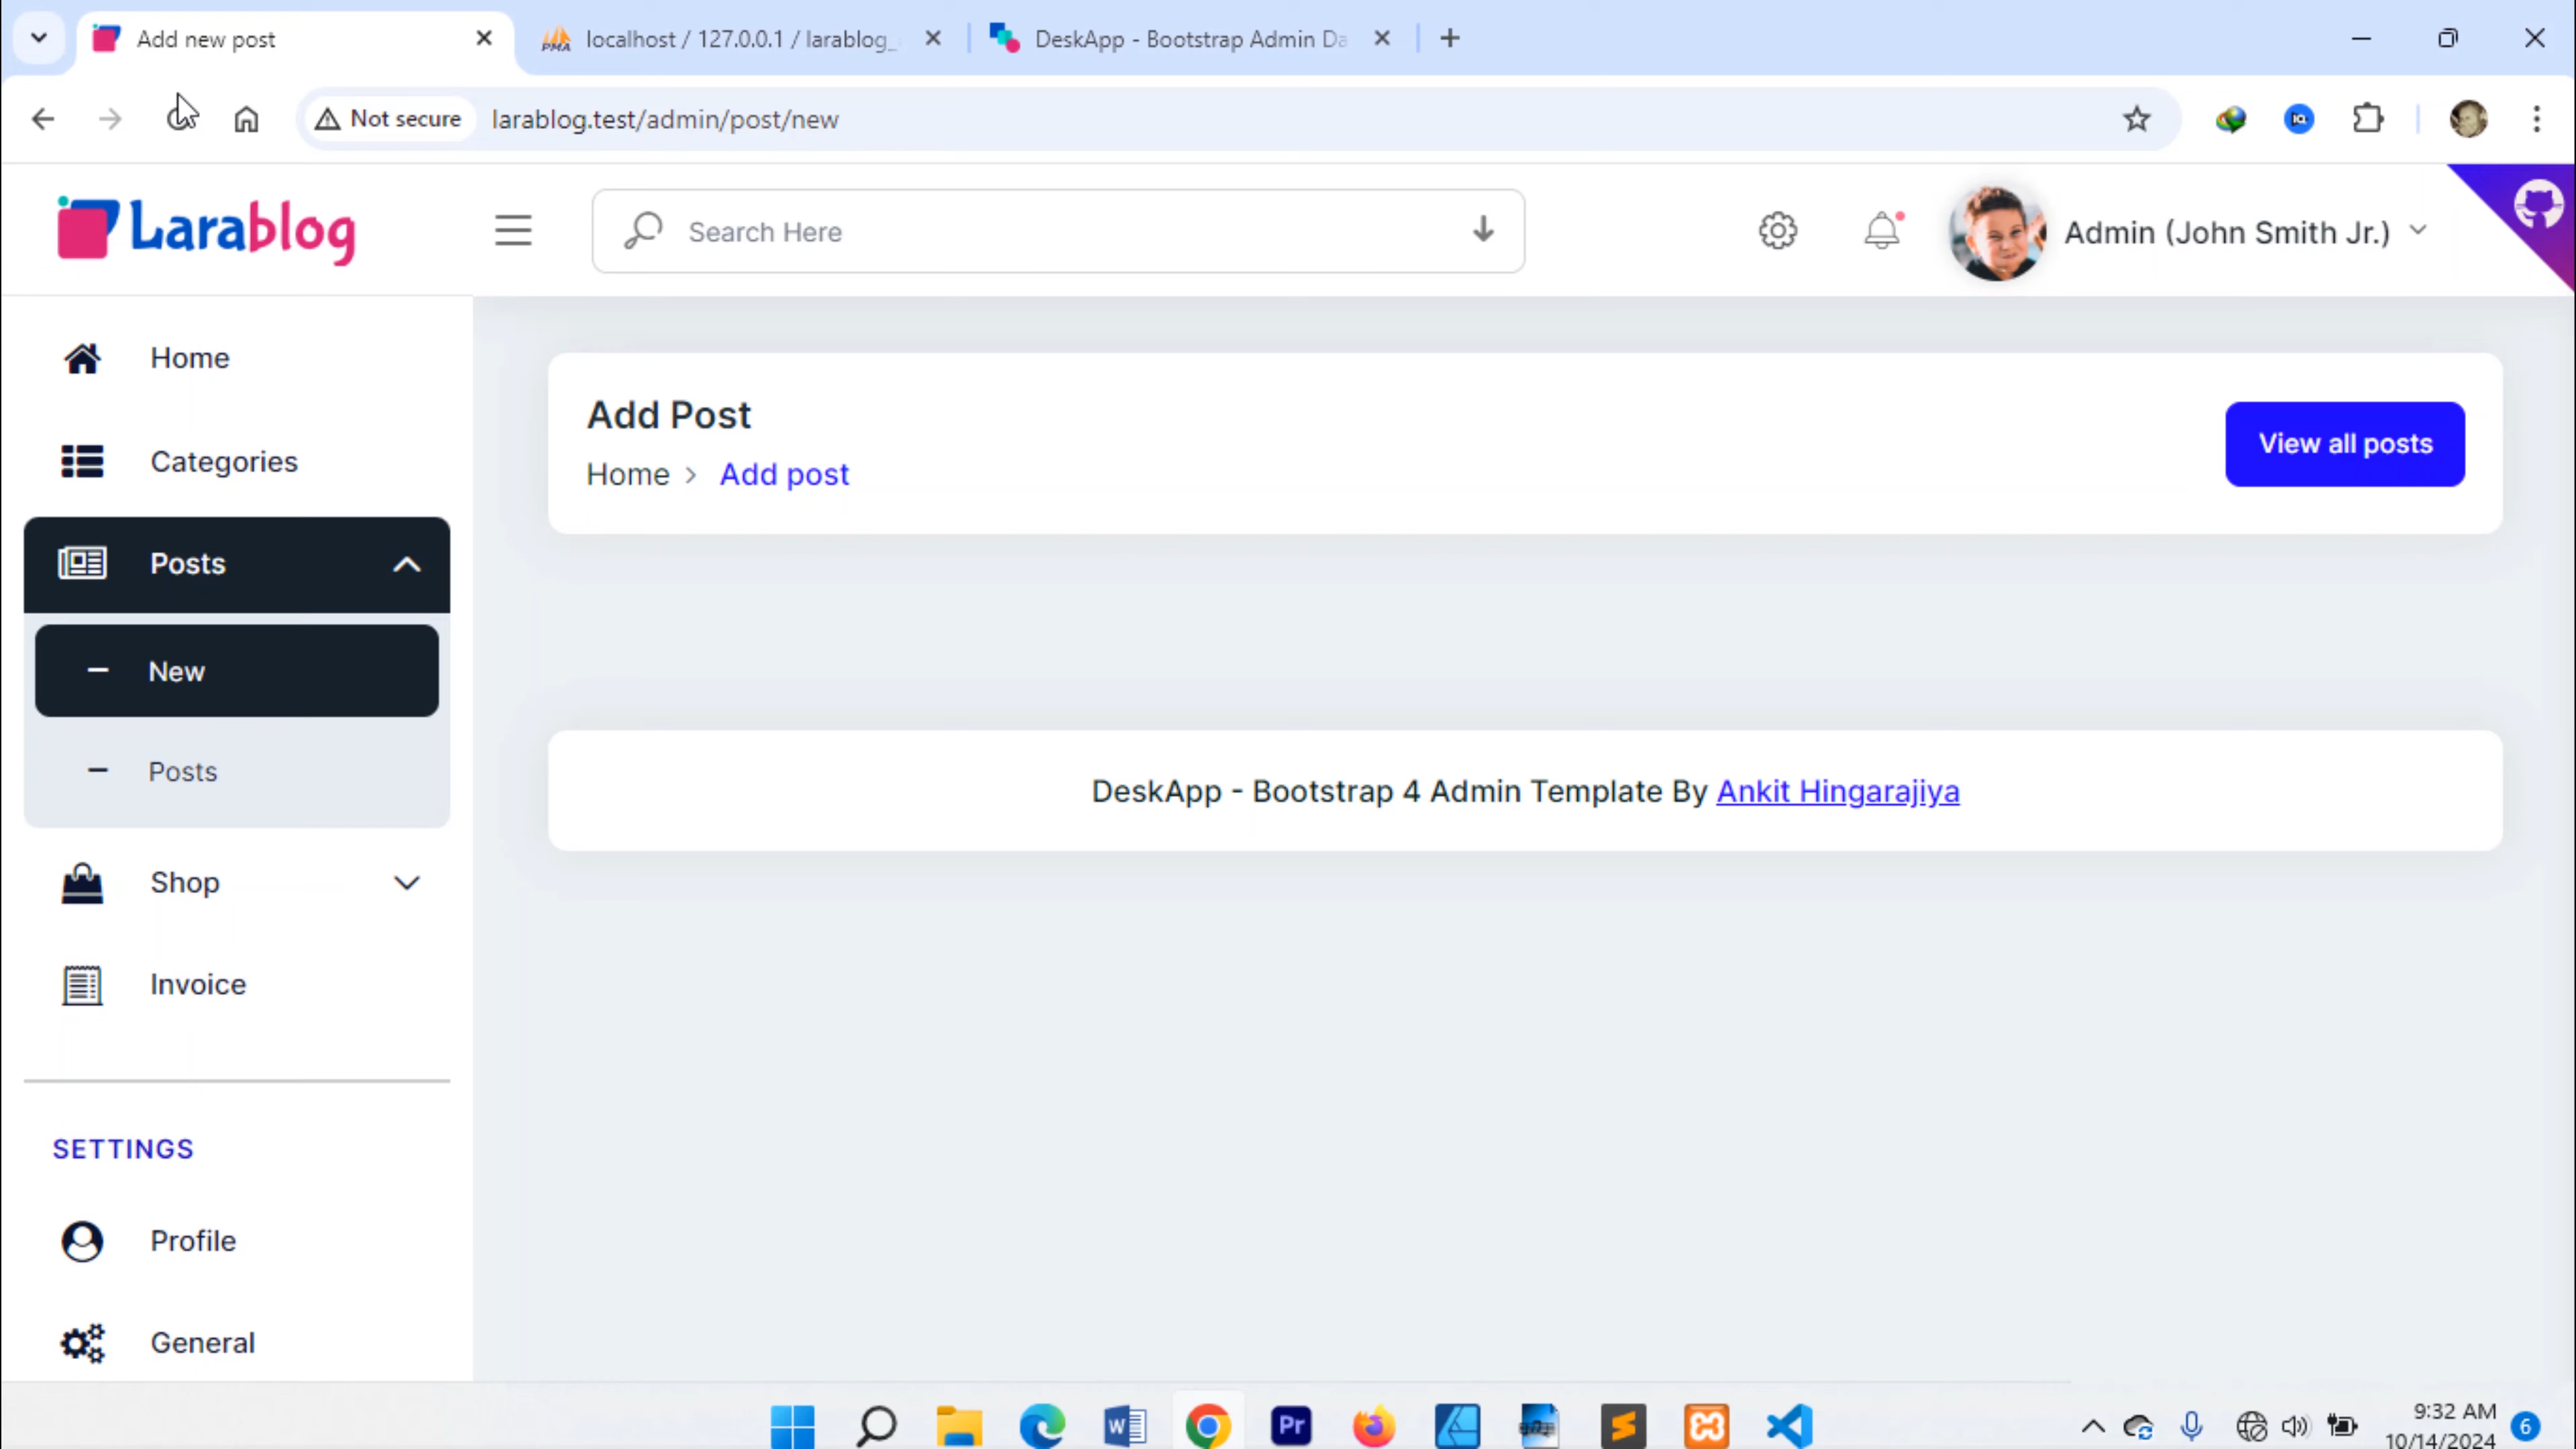 Add new post
localhost / 127.0.0.1 / larablog_
DeskApp - Bootstrap Admin Da
Not secure
larablog.test/admin/post/new
Larablog
Search Here
Admin (John Smith Jr.)
Home
Categories
Posts
New
Posts
Shop
Invoice
SETTINGS
Profile
General
Add Post
Home > Add post
View all posts
DeskApp - Bootstrap 4 Admin Template By Ankit Hingarajiya
9:32 AM
10/14/2024
6